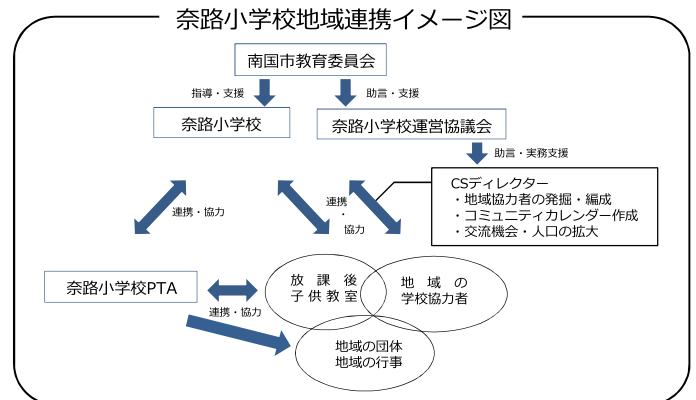 奈路小学校地域連携イメージ図
南国市教育委員会
指導・支援
助言・支援
奈路小学校
奈路小学校運営協議会
助言・実務支援
CSディレクター
・地域協力者の発掘・編成
・コミュニティカレンダー作成
・交流機会・人口の拡大
連携・協力
連携
・
協力
奈路小学校PTA
連携・協力
放課後
子供教室
地域の
学校協力者
地域の団体
地域の行事